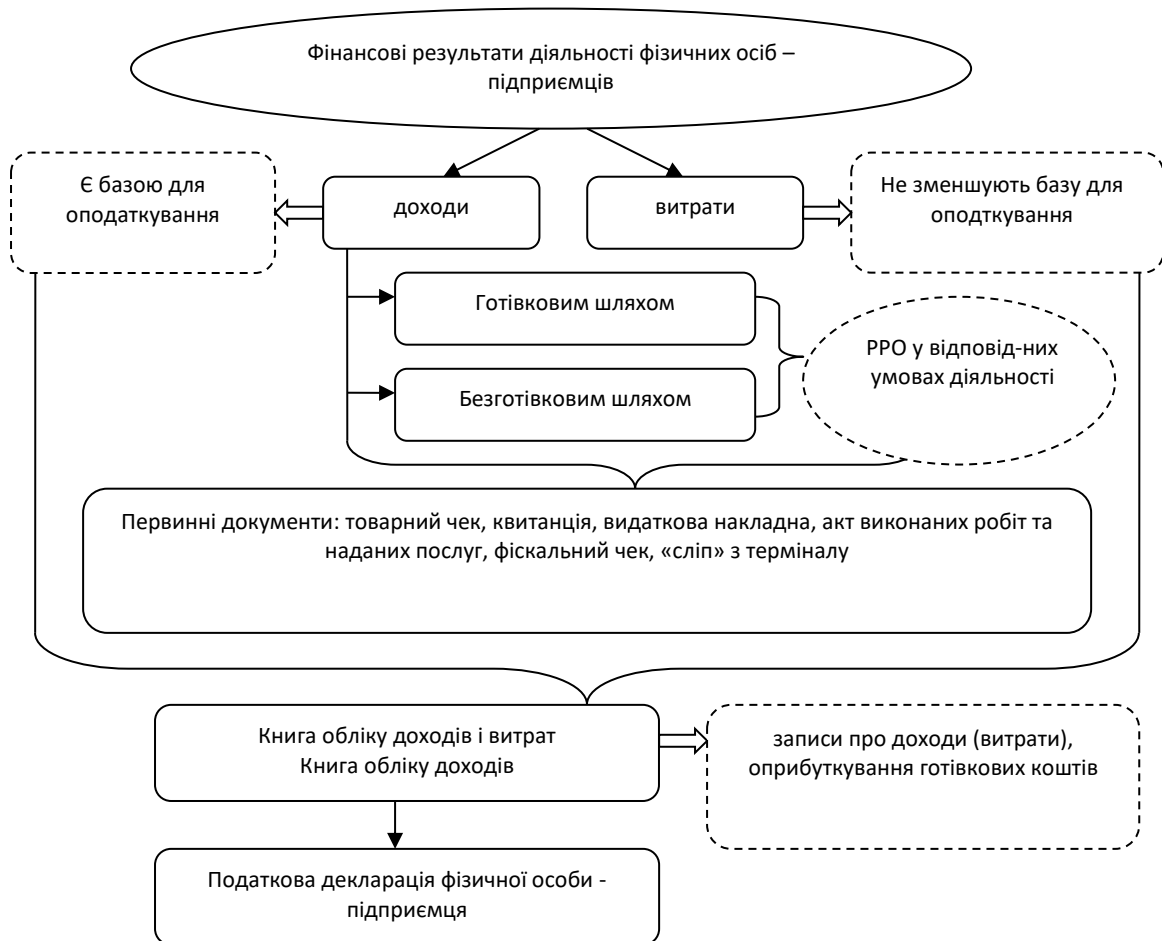 Фінансові результати діяльності фізичних осіб –
підприємців
Є базою для
оподаткування
доходи
витрати
Не зменшують базу для
оподткування
Готівковим шляхом
Безготівковим шляхом
РРО у відповід-них
умовах діяльності
Первинні документи: товарний чек, квитанція, видаткова накладна, акт виконаних робіт та
наданих послуг, фіскальний чек, «сліп» з терміналу
Книга обліку доходів і витрат
Книга обліку доходів
записи про доходи (витрати),
оприбуткування готівкових коштів
Податкова декларація фізичної особи -
підприємця